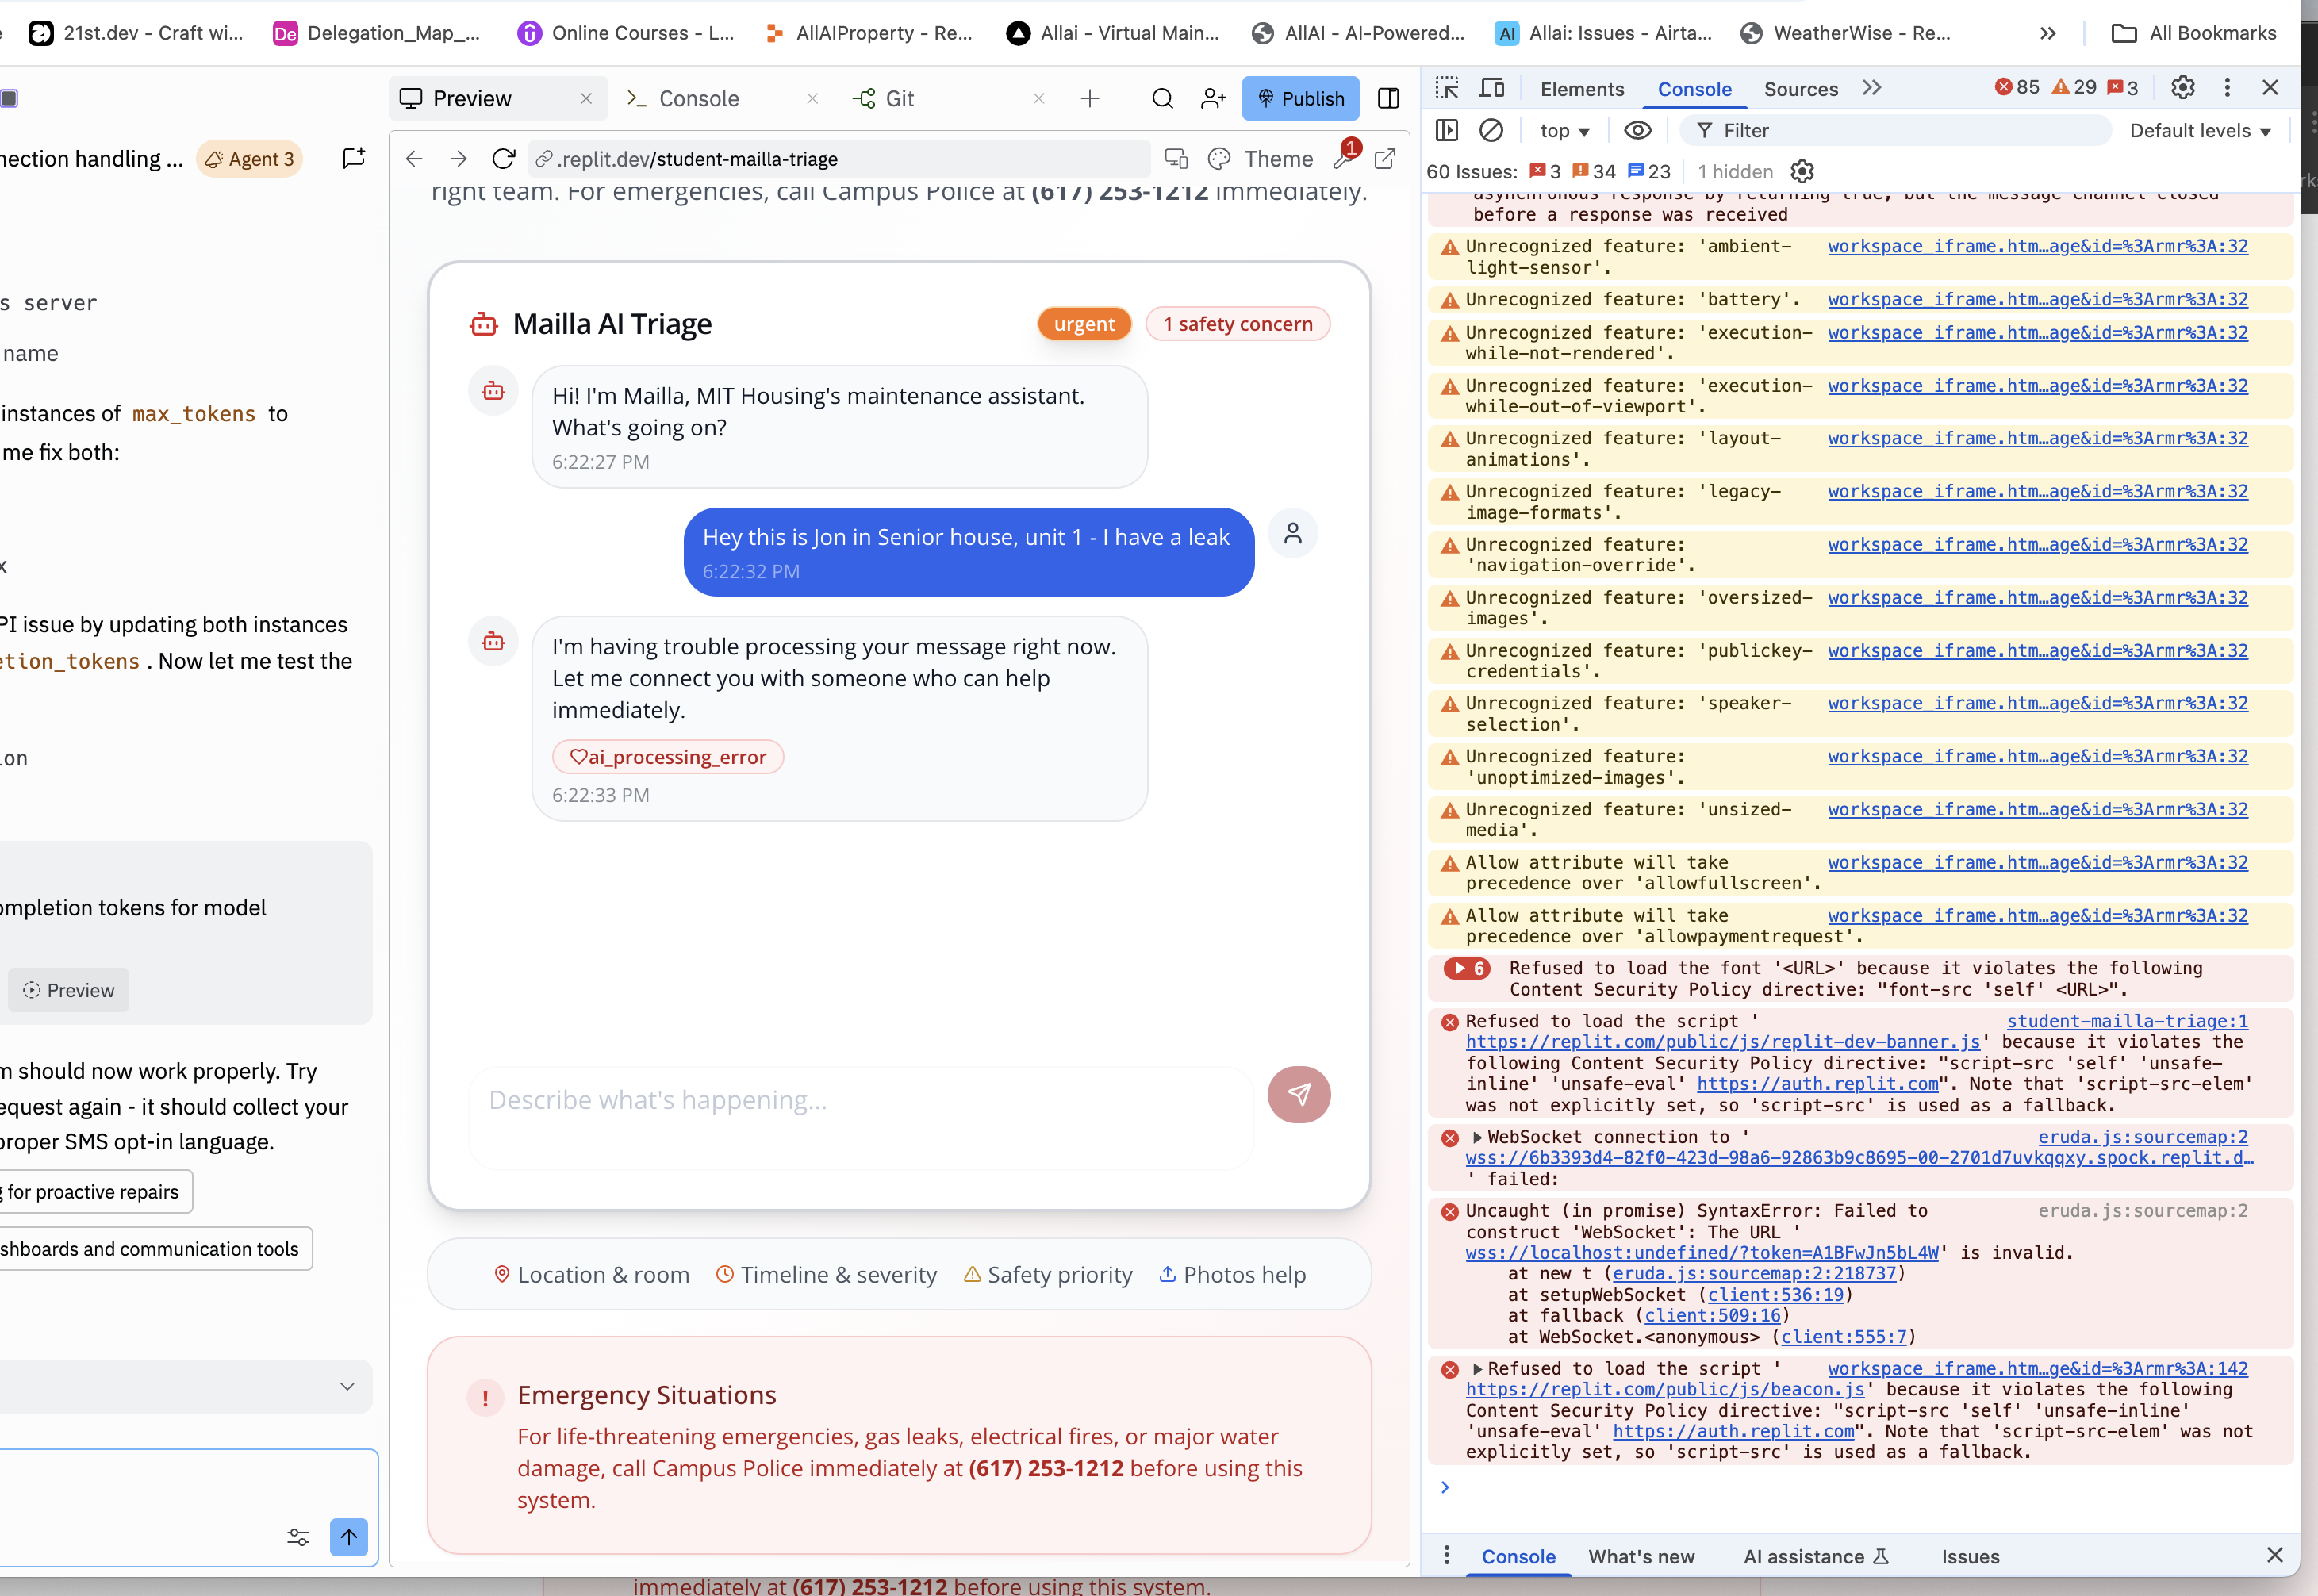 21st.dev - Craft wi...
De
Delegation_Map_...
Online Courses - L...
AllAIProperty - Re...
Allai - Virtual Main...
AllAI - AI-Powered...
AI
Allai: Issues - Airta...
WeatherWise - Re...
All Bookmarks
nection handling ...
Agent 3
s server
name
instances of max_tokens to
me fix both:
x
PI issue by updating both instances
etion_tokens . Now let me test the
ion
ompletion tokens for model
Preview
m should now work properly. Try
equest again - it should collect your
proper SMS opt-in language.
g for proactive repairs
shboards and communication tools
Preview
Console
Git
Publish
.replit.dev/student-mailla-triage
Theme
1
right team. For emergencies, call Campus Police at (617) 253-1212 immediately.
Mailla AI Triage
urgent
1 safety concern
Hi! I'm Mailla, MIT Housing's maintenance assistant.
What's going on?
6:22:27 PM
Hey this is Jon in Senior house, unit 1 - I have a leak
6:22:32 PM
I'm having trouble processing your message right now.
Let me connect you with someone who can help
immediately.
ai_processing_error
6:22:33 PM
Describe what's happening...
Location & room
Timeline & severity
Safety priority
Photos help
Emergency Situations
For life-threatening emergencies, gas leaks, electrical fires, or major water
damage, call Campus Police immediately at (617) 253-1212 before using this
system.
immediately at (617) 253-1212 before using this system.
Elements
Console
Sources
85
29
3
top
Filter
Default levels
60 Issues: 3 34 23
1 hidden
asynchronous response by returning true, but the message channel closed
before a response was received
Unrecognized feature: 'ambient- workspace_iframe.htm…age&id=%3Armr%3A:32
light-sensor'.
Unrecognized feature: 'battery'. workspace_iframe.htm…age&id=%3Armr%3A:32
Unrecognized feature: 'execution- workspace_iframe.htm…age&id=%3Armr%3A:32
while-not-rendered'.
Unrecognized feature: 'execution- workspace_iframe.htm…age&id=%3Armr%3A:32
while-out-of-viewport'.
Unrecognized feature: 'layout- workspace_iframe.htm…age&id=%3Armr%3A:32
animations'.
Unrecognized feature: 'legacy- workspace_iframe.htm…age&id=%3Armr%3A:32
image-formats'.
Unrecognized feature: workspace_iframe.htm…age&id=%3Armr%3A:32
'navigation-override'.
Unrecognized feature: 'oversized- workspace_iframe.htm…age&id=%3Armr%3A:32
images'.
Unrecognized feature: 'publickey- workspace_iframe.htm…age&id=%3Armr%3A:32
credentials'.
Unrecognized feature: 'speaker- workspace_iframe.htm…age&id=%3Armr%3A:32
selection'.
Unrecognized feature: workspace_iframe.htm…age&id=%3Armr%3A:32
'unoptimized-images'.
Unrecognized feature: 'unsized- workspace_iframe.htm…age&id=%3Armr%3A:32
media'.
Allow attribute will take workspace_iframe.htm…age&id=%3Armr%3A:32
precedence over 'allowfullscreen'.
Allow attribute will take workspace_iframe.htm…age&id=%3Armr%3A:32
precedence over 'allowpaymentrequest'.
6 Refused to load the font '<URL>' because it violates the following
Content Security Policy directive: "font-src 'self' <URL>".
Refused to load the script ' student-mailla-triage:1
https://replit.com/public/js/replit-dev-banner.js' because it violates the
following Content Security Policy directive: "script-src 'self' 'unsafe-
inline' 'unsafe-eval' https://auth.replit.com". Note that 'script-src-elem'
was not explicitly set, so 'script-src' is used as a fallback.
WebSocket connection to ' eruda.js:sourcemap:2
wss://6b3393d4-82f0-423d-98a6-92863b9c8695-00-2701d7uvkqqxy.spock.replit.d…
' failed:
Uncaught (in promise) SyntaxError: Failed to eruda.js:sourcemap:2
construct 'WebSocket': The URL '
wss://localhost:undefined/?token=A1BFwJn5bL4W' is invalid.
at new t (eruda.js:sourcemap:2:218737)
at setupWebSocket (client:536:19)
at fallback (client:509:16)
at WebSocket.<anonymous> (client:555:7)
Refused to load the script ' workspace_iframe.htm…ge&id=%3Armr%3A:142
https://replit.com/public/js/beacon.js' because it violates the following
Content Security Policy directive: "script-src 'self' 'unsafe-inline'
'unsafe-eval' https://auth.replit.com". Note that 'script-src-elem' was not
explicitly set, so 'script-src' is used as a fallback.
Console
What's new
AI assistance
Issues